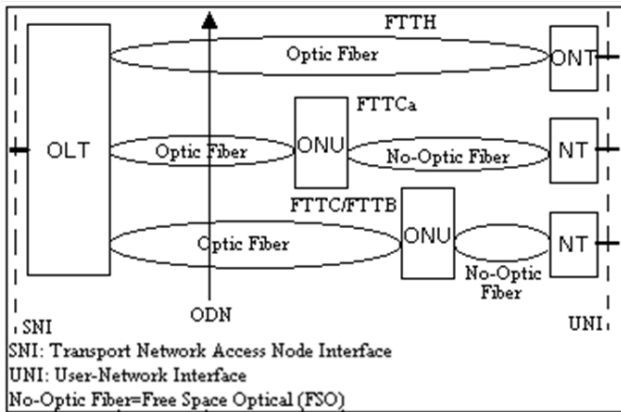 FTTH
Optic Fiber
ONT
OLT
FTTCa
Optic Fiber
ONU
No-Optic Fiber
NT
FTTC/FTTB
Optic Fiber
ONU
No-Optic
Fiber
NT
ODN
SNI
UNI
SNI: Transport Network Access Node Interface
UNI: User-Network Interface
No-Optic Fiber=Free Space Optical (FSO)